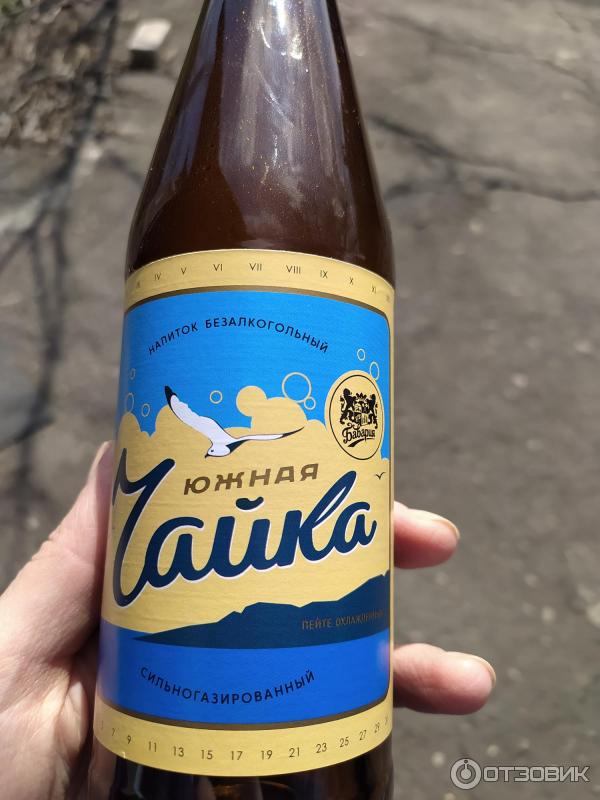 IV V VI VII VIII IX X XI
НАПИТОК БЕЗАЛКОГОЛЬНЫЙ
Бавария
ЮЖНАЯ
Чайка
ПЕЙТЕ ОХЛАЖДЕННЫМ
СИЛЬНОГАЗИРОВАННЫЙ
7 9 11 13 15 17 19 21 23 25 27 29
ОТЗОВИК